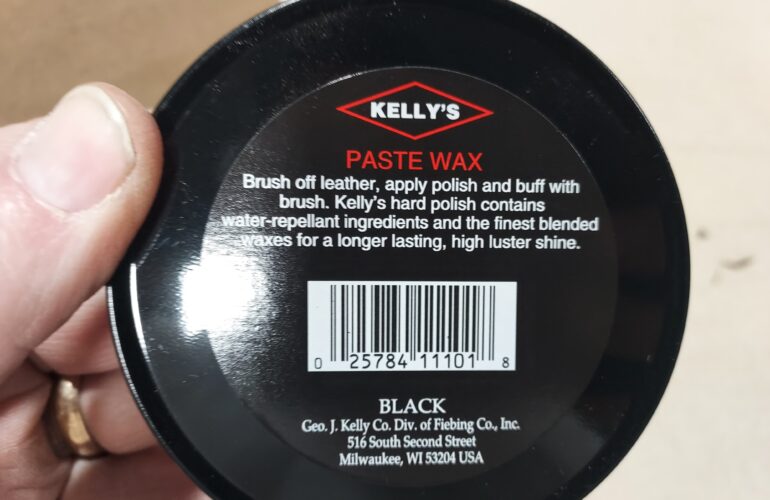 KELLY'S
PASTE WAX
Brush off leather, apply polish and buff with
brush. Kelly's hard polish contains
water-repellant ingredients and the finest blended
waxes for a longer lasting, high luster shine.
0 25784 11101 8
BLACK
Geo. J. Kelly Co. Div. of Fiebing Co., Inc.
516 South Second Street
Milwaukee, WI 53204 USA